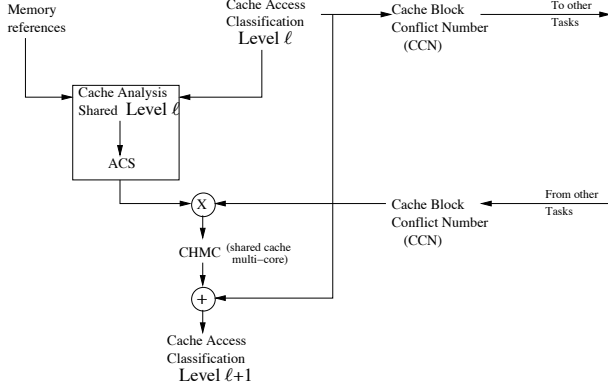 Memory
references
Cache Access
Classification
Level ℓ
Cache Block
Conflict Number
(CCN)
To other
Tasks
Cache Analysis
Shared Level ℓ
ACS
X
Cache Block
Conflict Number
(CCN)
From other
Tasks
CHMC (shared cache
multi−core)
+
Cache Access
Classification
Level ℓ+1